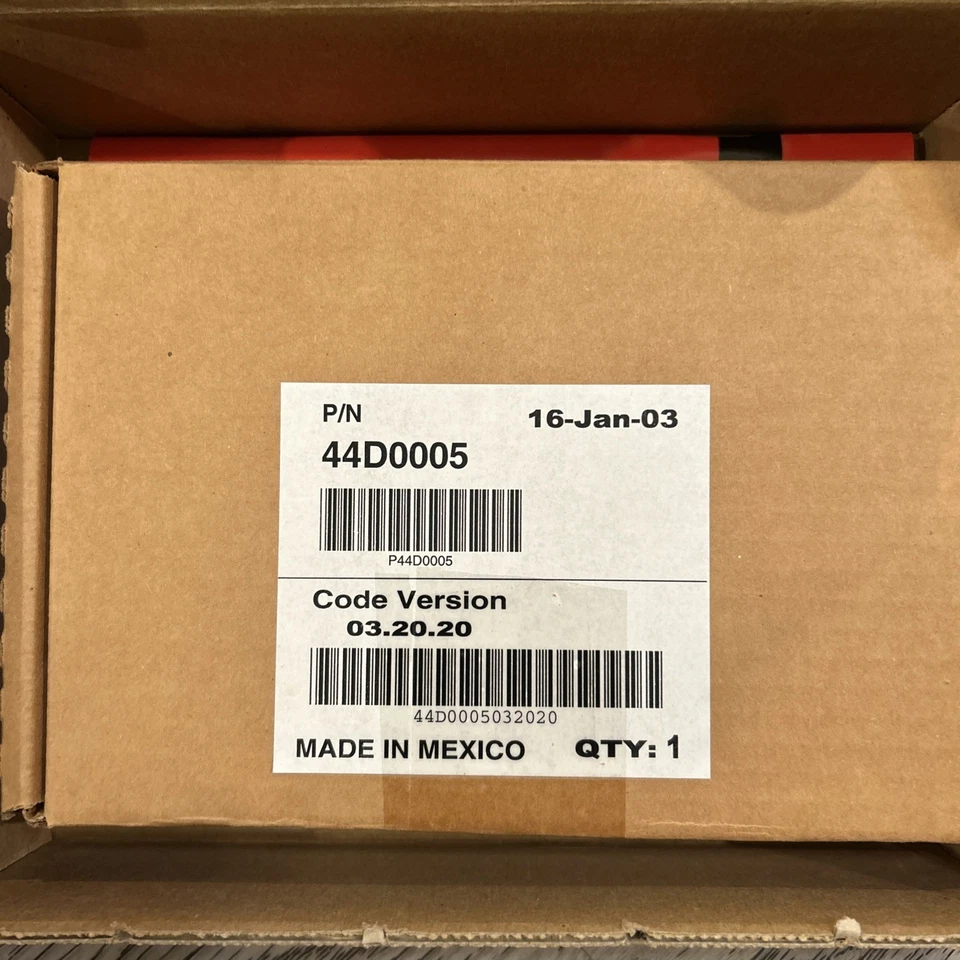 P/N
16-Jan-03
44D0005
P44D0005
Code Version
03.20.20
44D0005032020
MADE IN MEXICO QTY: 1